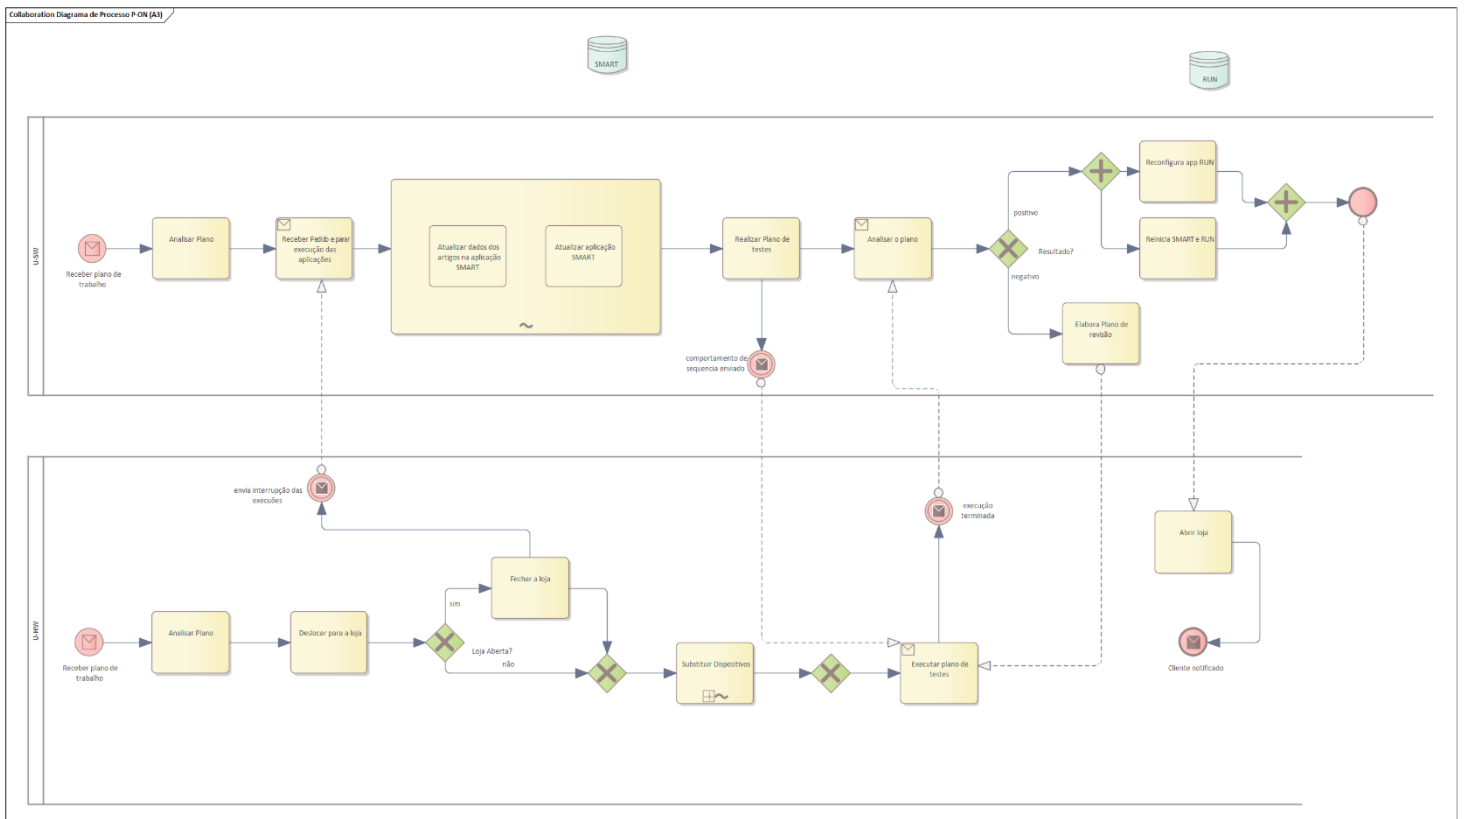 Collaboration Diagrama de Processo P-ON (A3)
SMART
RUN
U-SW
Receber plano de
trabalho
Analisar Plano
Receber Pedido e parar
execução das
aplicações
Atualizar dados dos
artigos na aplicação
SMART
Atualizar aplicação
SMART
Realizar Plano de
testes
comportamento de
sequencia enviado
Analisar o plano
positivo
Resultado?
negativo
Reconfigura app RUN
Reinicia SMART e RUN
Elabora Plano de
revisão
U-HW
Receber plano de
trabalho
Analisar Plano
Deslocar para a loja
envia Interrupção das
execuões
sim
Loja Aberta?
não
Fechar a loja
Substituir Dispositivos
Executar plano de
testes
execução
terminada
Abrir loja
Cliente notificado